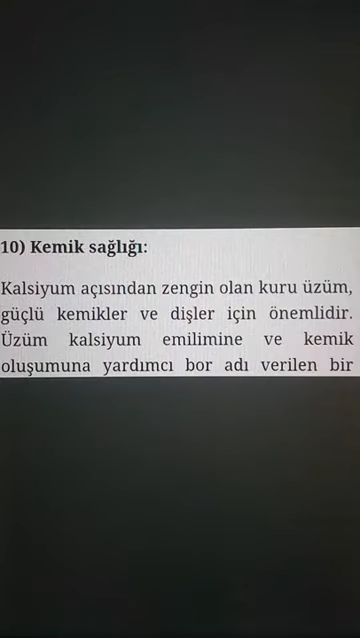 10) Kemik sağlığı:
Kalsiyum açısından zengin olan kuru üzüm,
güçlü kemikler ve dişler için önemlidir.
Üzüm kalsiyum emilimine ve kemik
oluşumuna yardımcı bor adı verilen bir